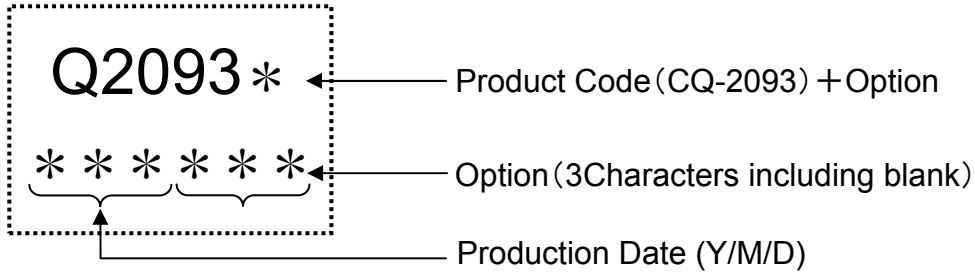 Q2093* Product Code（CQ-2093）＋Option
****** Option（3Characters including blank）
Production Date (Y/M/D)